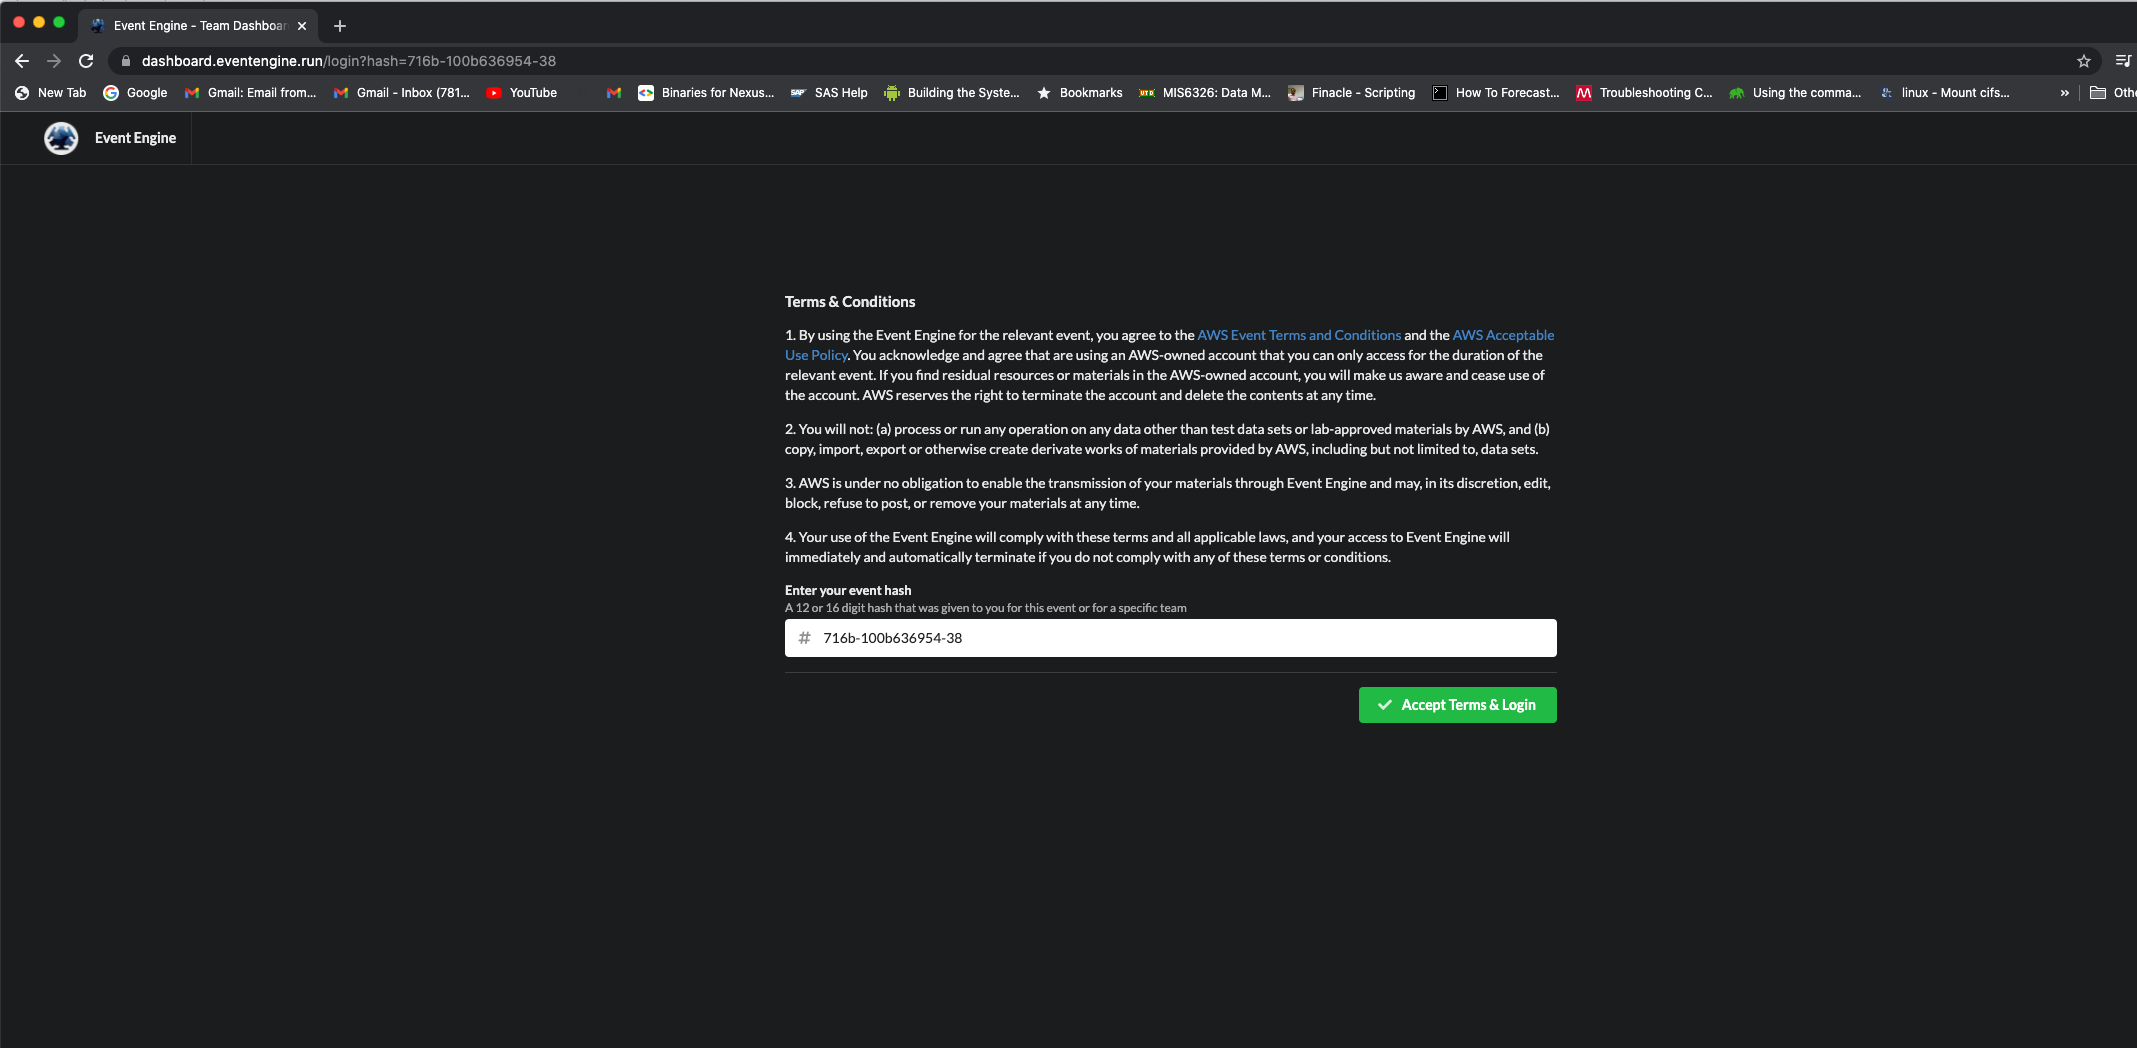 Event Engine - Team Dashboar
dashboard.eventengine.run/login?hash=716b-100b636954-38
New Tab Google Gmail: Email from... Gmail - Inbox (781... YouTube Binaries for Nexus... SAP SAS Help Building the Syste... Bookmarks UTD MIS6326: Data M... Finacle - Scripting How To Forecast... Troubleshooting C... Using the comma... linux - Mount cifs... » Othe
Event Engine
Terms & Conditions
1. By using the Event Engine for the relevant event, you agree to the AWS Event Terms and Conditions and the AWS Acceptable
Use Policy. You acknowledge and agree that are using an AWS-owned account that you can only access for the duration of the
relevant event. If you find residual resources or materials in the AWS-owned account, you will make us aware and cease use of
the account. AWS reserves the right to terminate the account and delete the contents at any time.
2. You will not: (a) process or run any operation on any data other than test data sets or lab-approved materials by AWS, and (b)
copy, import, export or otherwise create derivate works of materials provided by AWS, including but not limited to, data sets.
3. AWS is under no obligation to enable the transmission of your materials through Event Engine and may, in its discretion, edit,
block, refuse to post, or remove your materials at any time.
4. Your use of the Event Engine will comply with these terms and all applicable laws, and your access to Event Engine will
immediately and automatically terminate if you do not comply with any of these terms or conditions.
Enter your event hash
A 12 or 16 digit hash that was given to you for this event or for a specific team
# 716b-100b636954-38
Accept Terms & Login